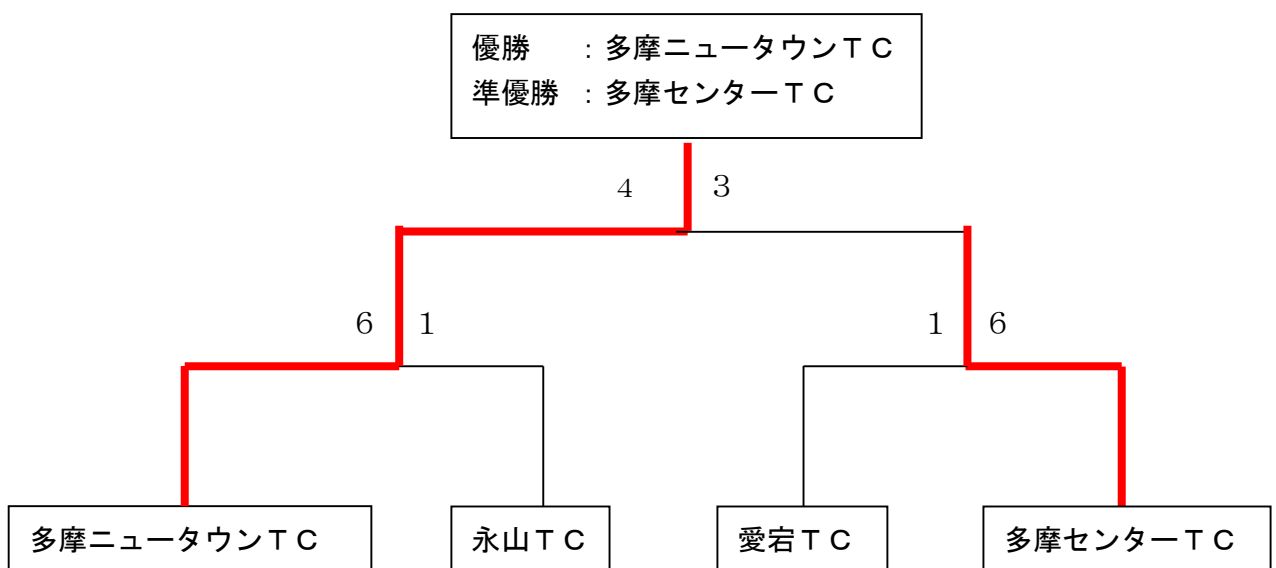 優勝　　：多摩ニュータウンＴＣ
準優勝　：多摩センターＴＣ
４　３
６　１
１　６
多摩ニュータウンＴＣ
永山ＴＣ
愛宕ＴＣ
多摩センターＴＣ